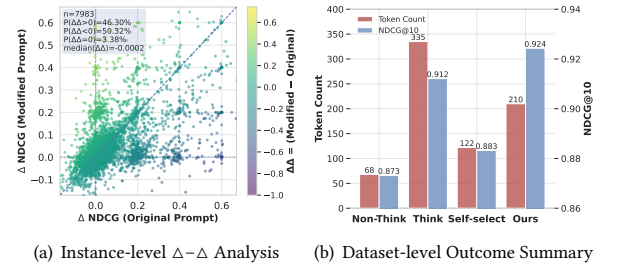 n=7983
P(ΔΔ>0)=46.30%
P(ΔΔ<0)=50.32%
P(ΔΔ=0)=3.38%
median(ΔΔ)=-0.0002
Δ NDCG (Modified Prompt)
0.6
0.5
0.4
0.3
0.2
0.1
0.0
−0.1
0.0 0.2 0.4 0.6
Δ NDCG (Original Prompt)
0.6
0.4
0.2
0.0
−0.2
−0.4
−0.6
−0.8
−1.0
ΔΔ = (Modified − Original)
(a) Instance-level △−△ Analysis
Token Count
NDCG@10
Token Count
400
350
300
250
200
150
100
50
0
68 0.873
335 0.912
122 0.883
210 0.924
Non-Think Think Self-select Ours
0.94
0.92
0.90
0.88
0.86
NDCG@10
(b) Dataset-level Outcome Summary